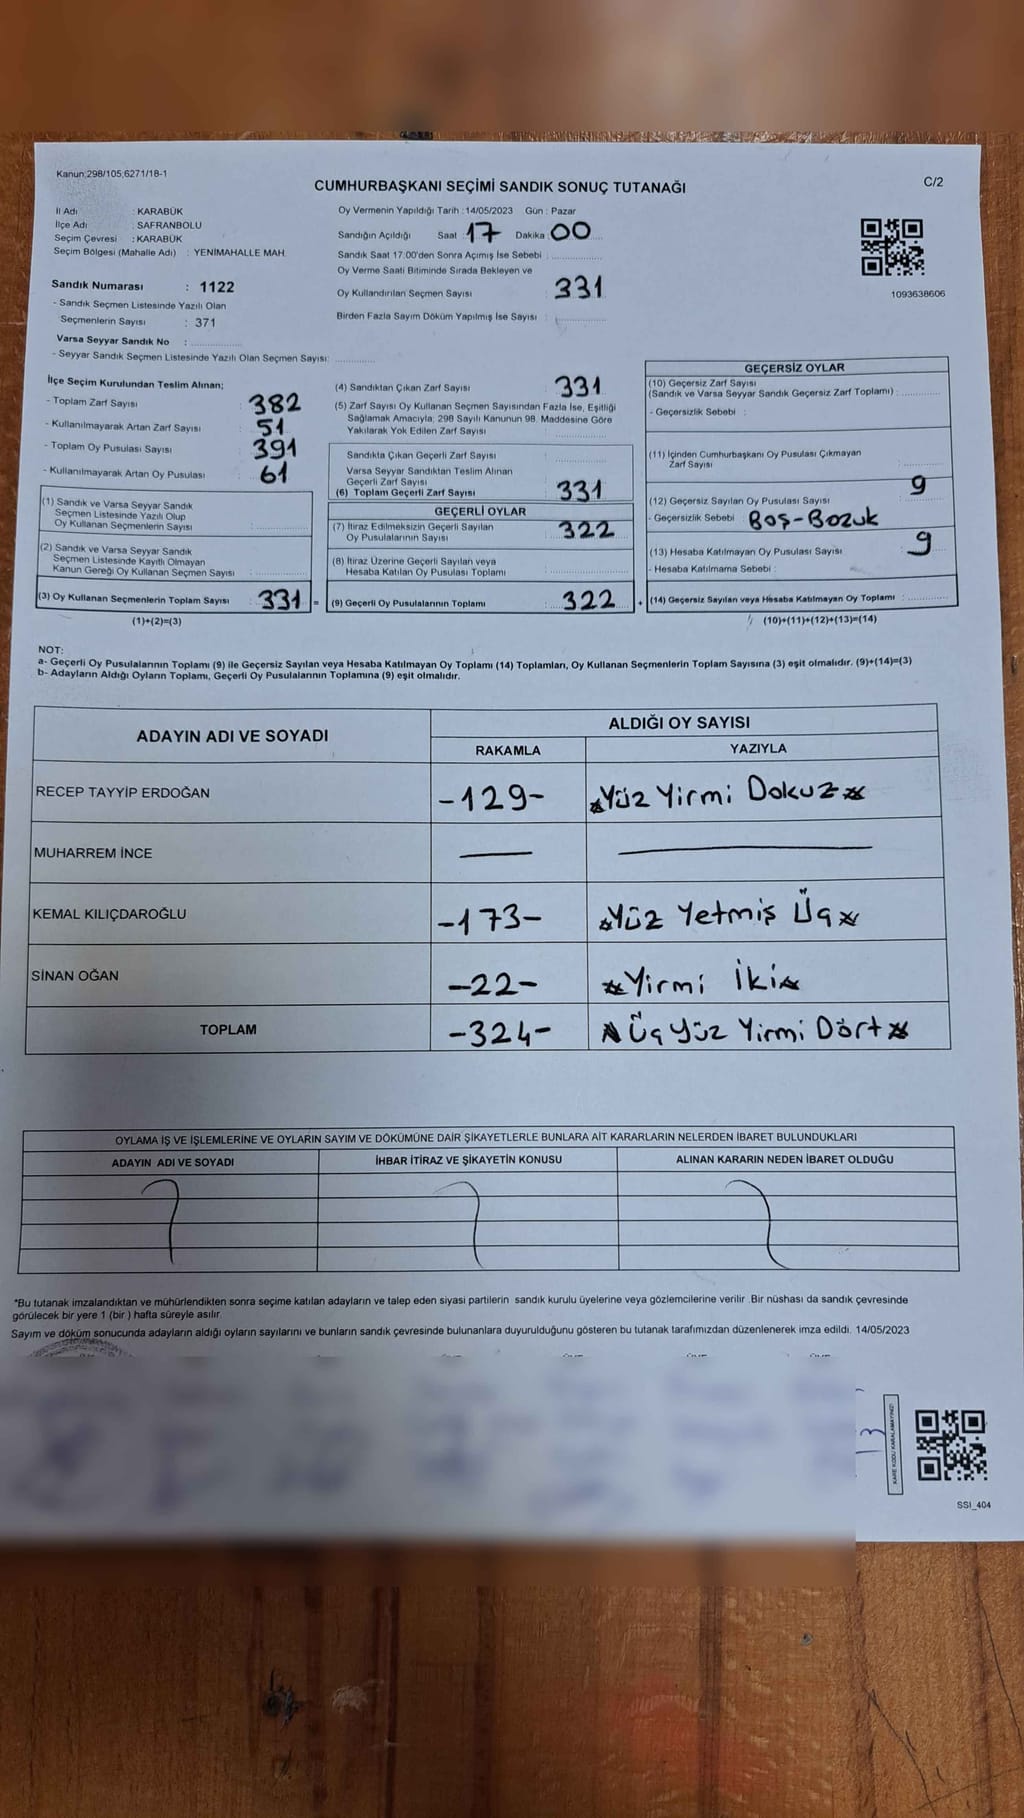 Kanun:298/105;6271/18-1
CUMHURBAŞKANI SEÇİMİ SANDIK SONUÇ TUTANAĞI
C/2
İl Adı : KARABÜK
İlçe Adı : SAFRANBOLU
Seçim Çevresi : KARABÜK
Seçim Bölgesi (Mahalle Adı) : YENİMAHALLE MAH.
Sandık Numarası : 1122
- Sandık Seçmen Listesinde Yazılı Olan
Seçmenlerin Sayısı : 371
Varsa Seyyar Sandık No :
- Seyyar Sandık Seçmen Listesinde Yazılı Olan Seçmen Sayısı:
Oy Vermenin Yapıldığı Tarih :14/05/2023 Gün : Pazar
Sandığın Açıldığı Saat 17 Dakika 00
Sandık Saat 17:00'den Sonra Açımış İse Sebebi :
Oy Verme Saati Bitiminde Sırada Bekleyen ve
Oy Kullandırılan Seçmen Sayısı : 331
Birden Fazla Sayım Döküm Yapılmış İse Sayısı :
1093638606
İlçe Seçim Kurulundan Teslim Alınan;
- Toplam Zarf Sayısı : 382
- Kullanılmayarak Artan Zarf Sayısı : 51
- Toplam Oy Pusulası Sayısı : 391
- Kullanılmayarak Artan Oy Pusulası : 61
(1) Sandık ve Varsa Seyyar Sandık
Seçmen Listesinde Yazılı Olup
Oy Kullanan Seçmenlerin Sayısı :
(2) Sandık ve Varsa Seyyar Sandık
Seçmen Listesinde Kayıtlı Olmayan
Kanun Gereği Oy Kullanan Seçmen Sayısı :
(3) Oy Kullanan Seçmenlerin Toplam Sayısı : 331 =
(1)+(2)=(3)
(4) Sandıktan Çıkan Zarf Sayısı : 331
(5) Zarf Sayısı Oy Kullanan Seçmen Sayısından Fazla İse, Eşitliği
Sağlamak Amacıyla; 298 Sayılı Kanunun 98. Maddesine Göre
Yakılarak Yok Edilen Zarf Sayısı :
Sandıkta Çıkan Geçerli Zarf Sayısı :
Varsa Seyyar Sandıktan Teslim Alınan
Geçerli Zarf Sayısı :
(6) Toplam Geçerli Zarf Sayısı : 331
GEÇERLİ OYLAR
(7) İtiraz Edilmeksizin Geçerli Sayılan
Oy Pusulalarının Sayısı : 322
(8) İtiraz Üzerine Geçerli Sayılan veya
Hesaba Katılan Oy Pusulası Toplamı :
(9) Geçerli Oy Pusulalarının Toplamı : 322 +
GEÇERSİZ OYLAR
(10) Geçersiz Zarf Sayısı
(Sandık ve Varsa Seyyar Sandık Geçersiz Zarf Toplamı) :
- Geçersizlik Sebebi :
(11) İçinden Cumhurbaşkanı Oy Pusulası Çıkmayan
Zarf Sayısı :
(12) Geçersiz Sayılan Oy Pusulası Sayısı : 9
- Geçersizlik Sebebi : Boş-Bozuk
(13) Hesaba Katılmayan Oy Pusulası Sayısı : 9
- Hesaba Katılmama Sebebi :
(14) Geçersiz Sayılan veya Hesaba Katılmayan Oy Toplamı :
(10)+(11)+(12)+(13)=(14)
NOT:
a- Geçerli Oy Pusulalarının Toplamı (9) ile Geçersiz Sayılan veya Hesaba Katılmayan Oy Toplamı (14) Toplamları, Oy Kullanan Seçmenlerin Toplam Sayısına (3) eşit olmalıdır. (9)+(14)=(3)
b- Adayların Aldığı Oyların Toplamı, Geçerli Oy Pusulalarının Toplamına (9) eşit olmalıdır.
ADAYIN ADI VE SOYADI
ALDIĞI OY SAYISI
RAKAMLA YAZIYLA
RECEP TAYYİP ERDOĞAN -129- Yüz Yirmi Dokuz
MUHARREM İNCE
KEMAL KILIÇDAROĞLU -173- Yüz Yetmiş Üç
SİNAN OĞAN -22- Yirmi İki
TOPLAM -324- Üç Yüz Yirmi Dört
OYLAMA İŞ VE İŞLEMLERİNE VE OYLARIN SAYIM VE DÖKÜMÜNE DAİR ŞİKAYETLERLE BUNLARA AİT KARARLARIN NELERDEN İBARET BULUNDUKLARI
ADAYIN ADI VE SOYADI İHBAR İTİRAZ VE ŞİKAYETİN KONUSU ALINAN KARARIN NEDEN İBARET OLDUĞU
*Bu tutanak imzalandıktan ve mühürlendikten sonra seçime katılan adayların ve talep eden siyasi partilerin sandık kurulu üyelerine veya gözlemcilerine verilir. Bir nüshası da sandık çevresinde
görülecek bir yere 1 (bir ) hafta süreyle asılır.
Sayım ve döküm sonucunda adayların aldığı oyların sayılarını ve bunların sandık çevresinde bulunanlara duyurulduğunu gösteren bu tutanak tarafımızdan düzenlenerek imza edildi. 14/05/2023
KARE KODU KARALAMAYINIZ!
SSI_404